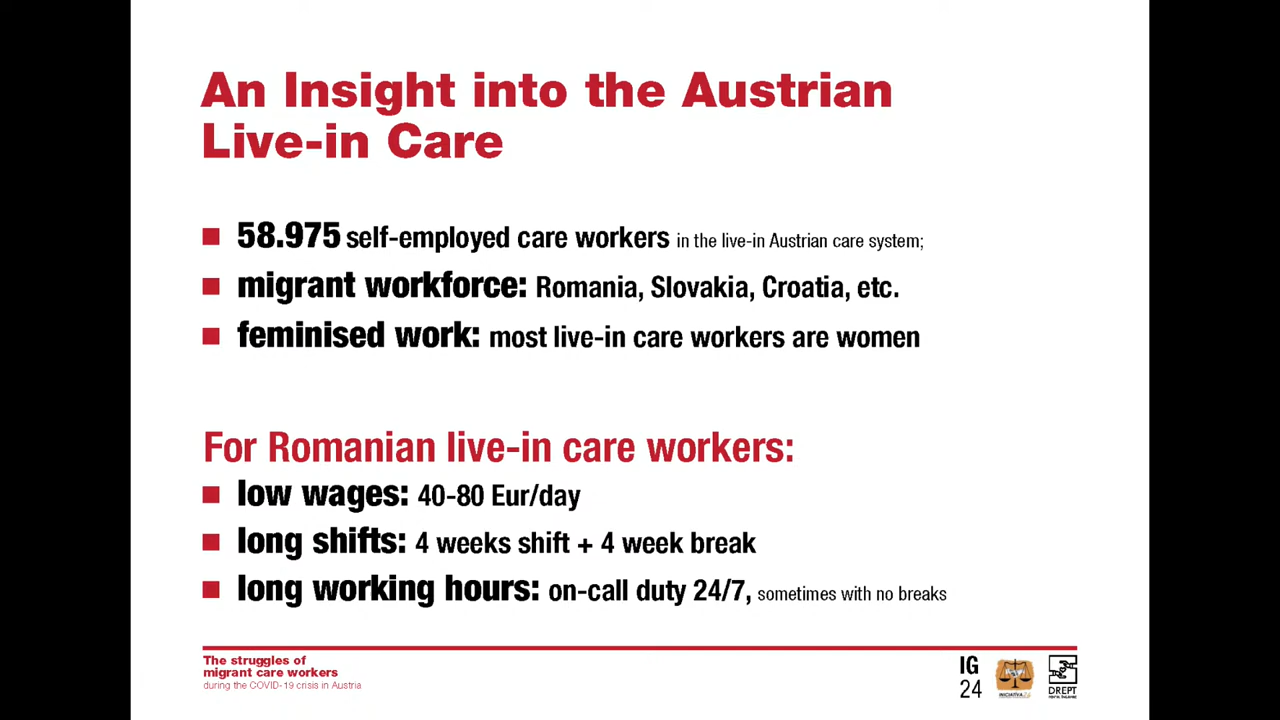 An Insight into the Austrian
Live-in Care
58.975 self-employed care workers in the live-in Austrian care system;
migrant workforce: Romania, Slovakia, Croatia, etc.
feminised work: most live-in care workers are women
For Romanian live-in care workers:
low wages: 40-80 Eur/day
long shifts: 4 weeks shift + 4 week break
long working hours: on-call duty 24/7, sometimes with no breaks
The struggles of
migrant care workers
during the COVID-19 crisis in Austria
IG
24
INICIATIVA 24
DREPT